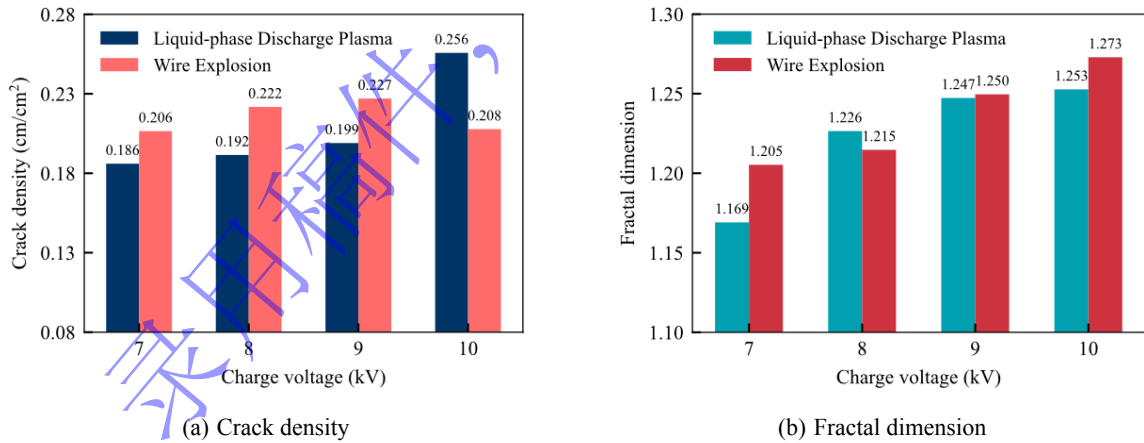 0.28
0.23
0.18
0.13
0.08
Crack density (cm/cm²)
Liquid-phase Discharge Plasma
Wire Explosion
0.186
0.206
0.192
0.222
0.199
0.227
0.256
0.208
7 8 9 10
Charge voltage (kV)
(a) Crack density
1.30
1.25
1.20
1.15
1.10
Fractal dimension
Liquid-phase Discharge Plasma
Wire Explosion
1.169
1.205
1.226
1.215
1.247
1.250
1.253
1.273
7 8 9 10
Charge voltage (kV)
(b) Fractal dimension
录用稿件,